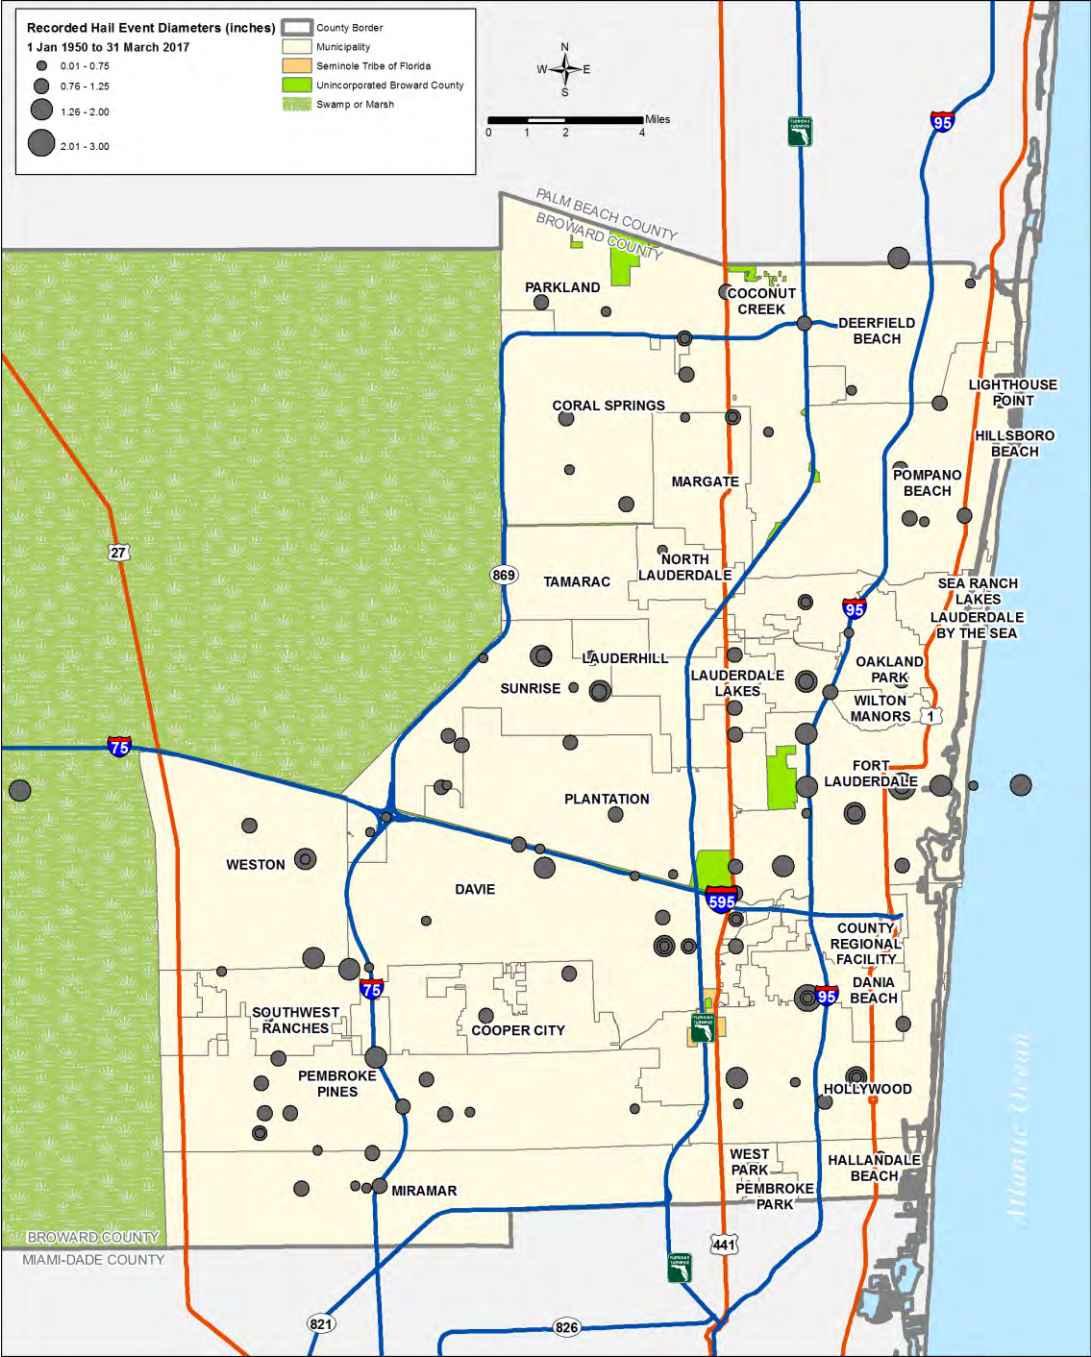 Recorded Hail Event Diameters (inches)
1 Jan 1950 to 31 March 2017
0.01 - 0.75
0.76 - 1.25
1.26 - 2.00
2.01 - 3.00
County Border
Municipality
Seminole Tribe of Florida
Unincorporated Broward County
Swamp or Marsh
N
W
E
S
Miles
0
1
2
4
95
PALM BEACH COUNTY
BROWARD COUNTY
PARKLAND
COCONUT
CREEK
DEERFIELD
BEACH
LIGHTHOUSE
POINT
CORAL SPRINGS
HILLSBORO
BEACH
MARGATE
POMPANO
BEACH
27
869
NORTH
LAUDERDALE
TAMARAC
SEA RANCH
LAKES
95
LAUDERDALE
BY THE SEA
LAUDERHILL
OAKLAND
PARK
SUNRISE
LAUDERDALE
LAKES
WILTON
MANORS
1
75
FORT
LAUDERDALE
PLANTATION
WESTON
DAVIE
595
COUNTY
REGIONAL
FACILITY
75
95
DANIA
BEACH
SOUTHWEST
RANCHES
COOPER CITY
PEMBROKE
PINES
HOLLYWOOD
Atlantic Ocean
WEST
PARK
HALLANDALE
BEACH
MIRAMAR
PEMBROKE
PARK
BROWARD COUNTY
MIAMI-DADE COUNTY
441
821
826